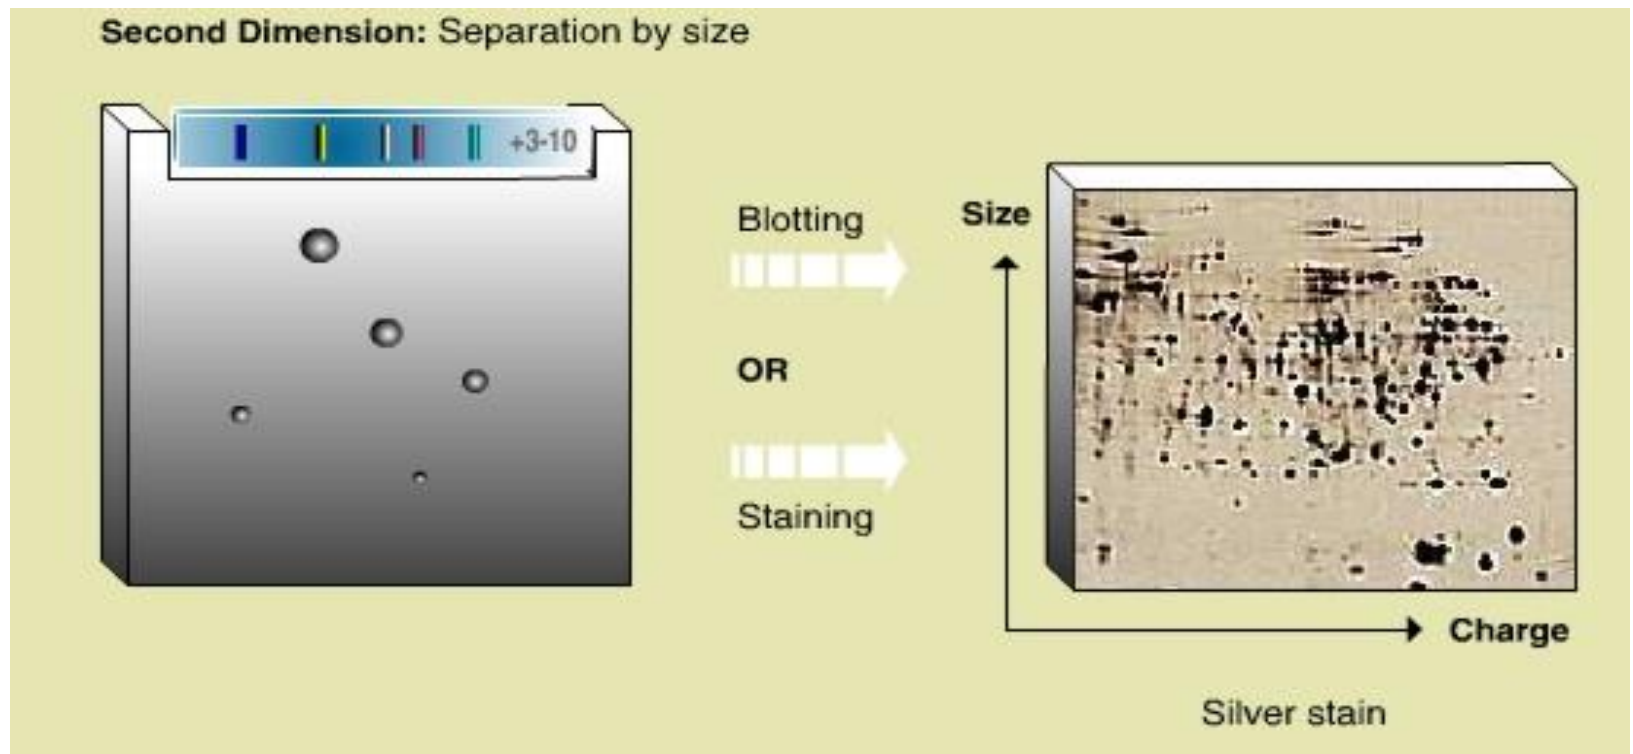 Second Dimension: Separation by size
+3-10
Blotting
OR
Staining
Size
Charge
Silver stain